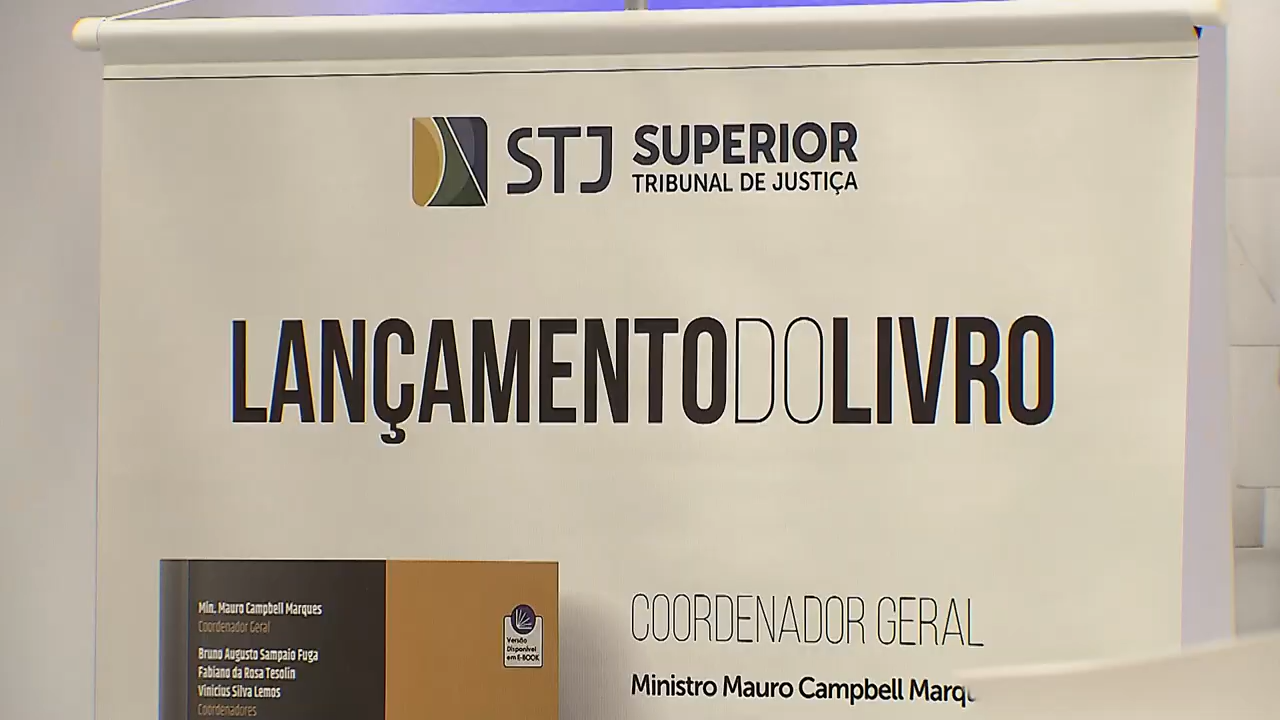 STJ SUPERIOR
TRIBUNAL DE JUSTIÇA
LANÇAMENTODOLIVRO
Min. Mauro Campbell Marques
Coordenador Geral
Bruno Augusto Sampaio Fuga
Fabiano da Rosa Tesolin
Vinicius Silva Lemos
Coordenadores
Versão
Disponível
em E-BOOK
COORDENADOR GERAL
Ministro Mauro Campbell